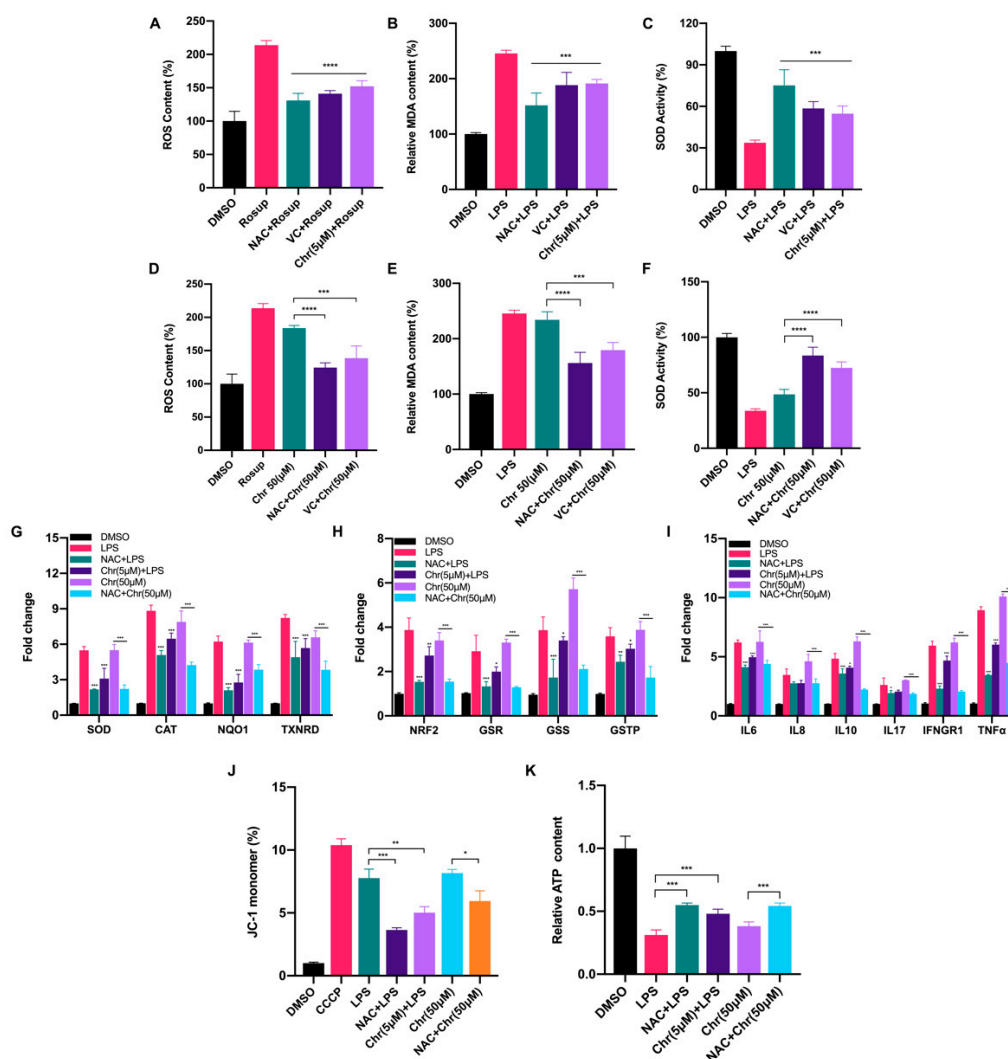 A
ROS Content (%)
250
200
150
100
50
0
****
DMSO
Rosup
NAC+Rosup
VC+Rosup
Chr(5μM)+Rosup
B
Relative MDA content (%)
300
200
100
0
***
DMSO
LPS
NAC+LPS
VC+LPS
Chr(5μM)+LPS
C
SOD Activity (%)
150
100
50
0
***
DMSO
LPS
NAC+LPS
VC+LPS
Chr(5μM)+LPS
D
ROS Content (%)
250
200
150
100
50
0
***
****
DMSO
Rosup
Chr 50(μM)
NAC+Chr(50μM)
VC+Chr(50μM)
E
Relative MDA content (%)
300
200
100
0
***
****
DMSO
LPS
Chr 50(μM)
NAC+Chr(50μM)
VC+Chr(50μM)
F
SOD Activity (%)
150
100
50
0
****
****
DMSO
LPS
Chr 50(μM)
NAC+Chr(50μM)
VC+Chr(50μM)
G
Fold change
15
12
9
6
3
0
DMSO
LPS
NAC+LPS
Chr(5μM)+LPS
Chr(50μM)
NAC+Chr(50μM)
SOD CAT NQO1 TXNRD
H
Fold change
8
6
4
2
0
DMSO
LPS
NAC+LPS
Chr(5μM)+LPS
Chr(50μM)
NAC+Chr(50μM)
NRF2 GSR GSS GSTP
I
Fold change
15
10
5
0
DMSO
LPS
NAC+LPS
Chr(5μM)+LPS
Chr(50μM)
NAC+Chr(50μM)
IL6 IL8 IL10 IL17 IFNGR1 TNFα
J
JC-1 monomer (%)
15
10
5
0
**
***
*
DMSO
CCCP
LPS
NAC+LPS
Chr(5μM)+LPS
Chr(50μM)
NAC+Chr(50μM)
K
Relative ATP content
1.5
1.0
0.5
0.0
***
***
***
DMSO
LPS
NAC+LPS
Chr(5μM)+LPS
Chr(50μM)
NAC+Chr(50μM)